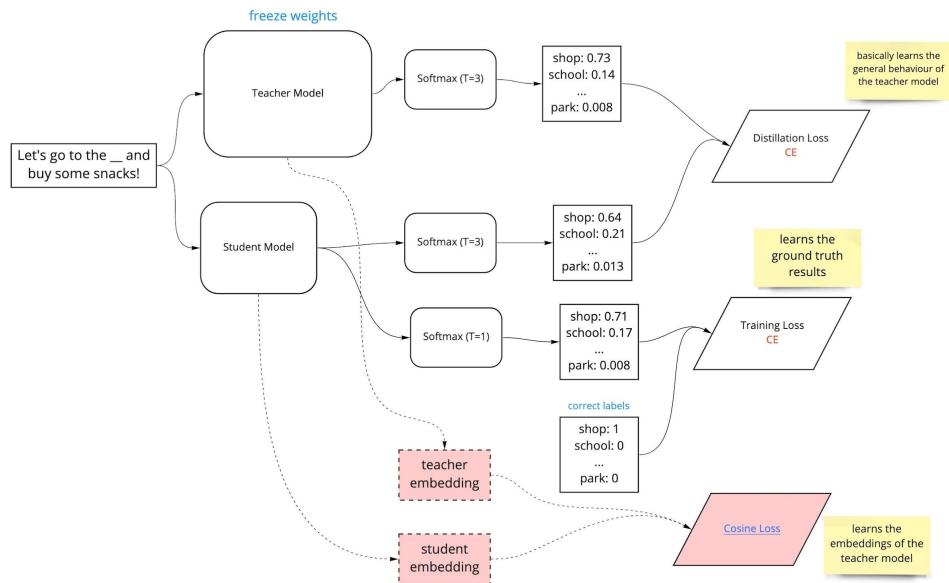 freeze weights
Teacher Model
Softmax (T=3)
shop: 0.73
school: 0.14
...
park: 0.008
basically learns the
general behaviour of
the teacher model
Distillation Loss
CE
Let's go to the __ and
buy some snacks!
Student Model
Softmax (T=3)
shop: 0.64
school: 0.21
...
park: 0.013
learns the
ground truth
results
Softmax (T=1)
shop: 0.71
school: 0.17
...
park: 0.008
Training Loss
CE
correct labels
shop: 1
school: 0
...
park: 0
teacher
embedding
student
embedding
Cosine Loss
learns the
embeddings of the
teacher model